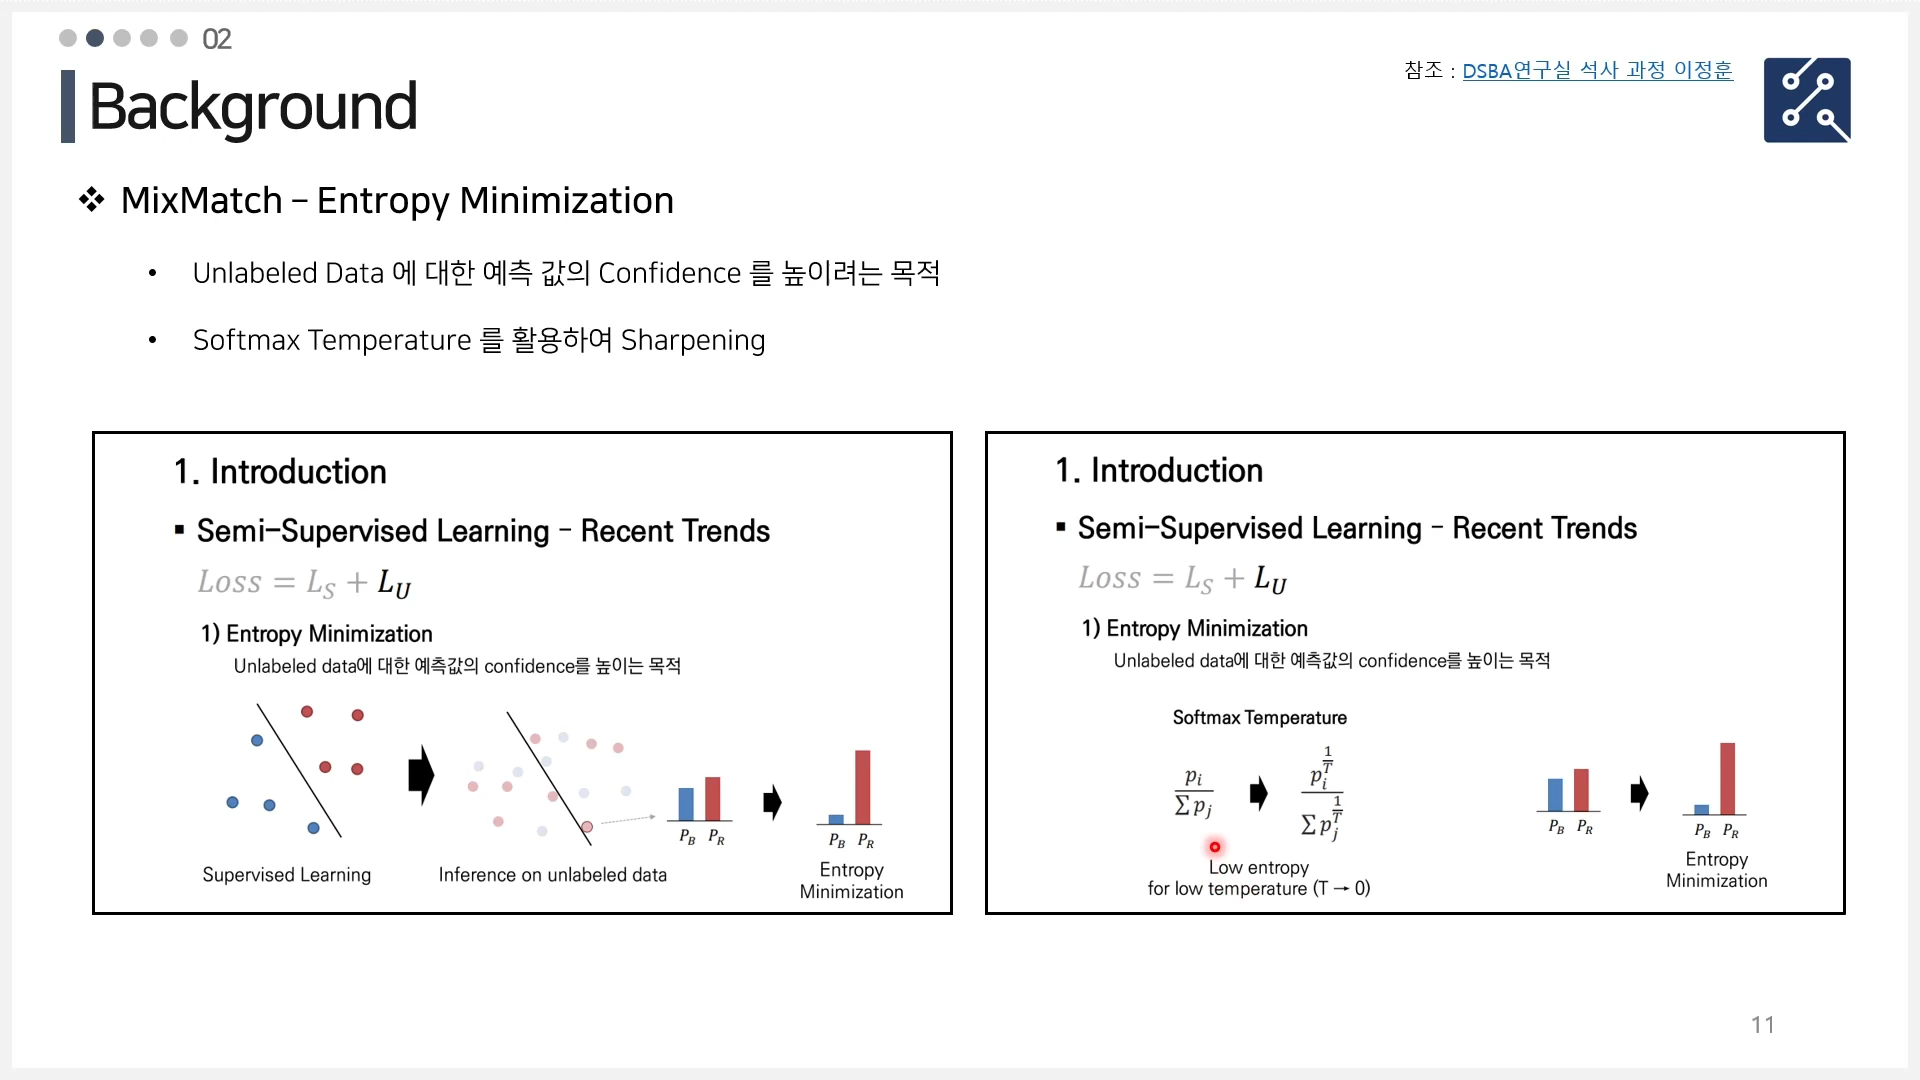 02
참조 : DSBA연구실 석사 과정 이정훈
Background
❖ MixMatch – Entropy Minimization
• Unlabeled Data 에 대한 예측 값의 Confidence 를 높이려는 목적
• Softmax Temperature 를 활용하여 Sharpening
1. Introduction
▪ Semi-Supervised Learning - Recent Trends
Loss = L_S + L_U
1) Entropy Minimization
Unlabeled data에 대한 예측값의 confidence를 높이는 목적
P_B P_R
P_B P_R
Supervised Learning
Inference on unlabeled data
Entropy
Minimization
1. Introduction
▪ Semi-Supervised Learning - Recent Trends
Loss = L_S + L_U
1) Entropy Minimization
Unlabeled data에 대한 예측값의 confidence를 높이는 목적
Softmax Temperature
p_i / ∑ p_j
p_i^{1/T} / ∑ p_j^{1/T}
P_B P_R
P_B P_R
Low entropy
for low temperature (T → 0)
Entropy
Minimization
11